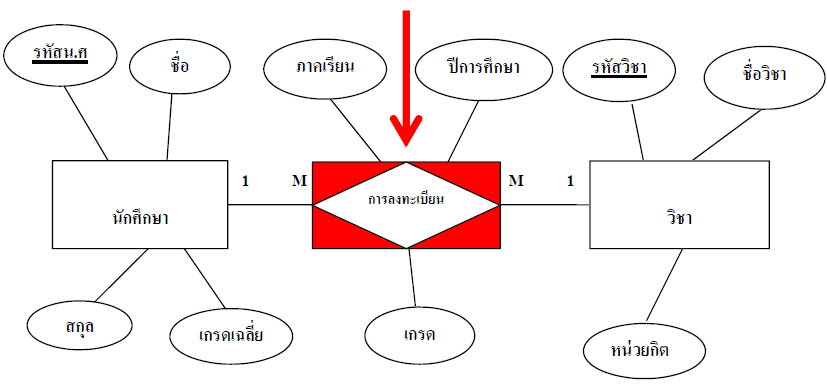 รหัสน.ศ
ชื่อ
ภาคเรียน
ปีการศึกษา
รหัสวิชา
ชื่อวิชา
1 M
M 1
การลงทะเบียน
นักศึกษา
วิชา
สกุล
เกรดเฉลี่ย
เกรด
หน่วยกิต